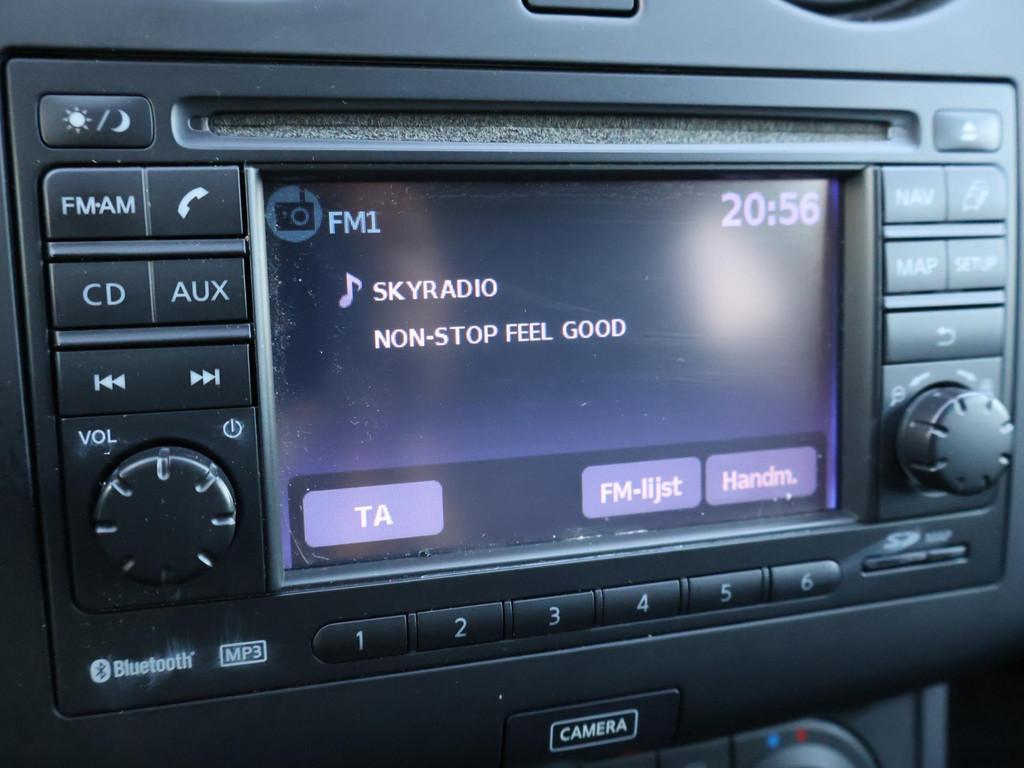 FM·AM
CD AUX
VOL
FM1
20:56
SKYRADIO
NON-STOP FEEL GOOD
TA
FM-lijst
Handm.
NAV
MAP
SETUP
1 2 3 4 5 6
Bluetooth
MP3
CAMERA